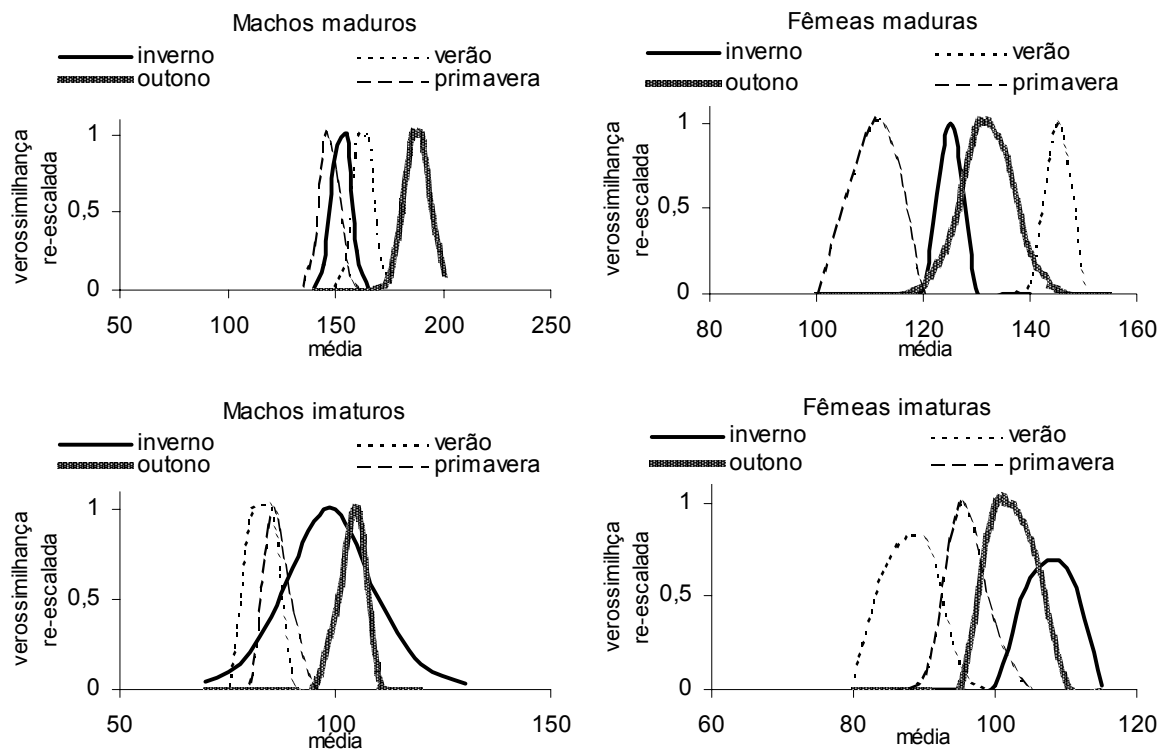 Machos maduros
inverno
verão
outono
primavera
verossimilhança
re-escalada
1
0,5
0
50
100
150
200
250
média
Fêmeas maduras
inverno
verão
outono
primavera
verossimilhança
re-escalada
1
0,5
0
80
100
120
140
160
média
Machos imaturos
inverno
verão
outono
primavera
verossimilhança
re-escalada
1
0,5
0
50
100
150
média
Fêmeas imaturas
inverno
verão
outono
primavera
verossimilhça
re-escalada
1
0,5
0
60
80
100
120
média